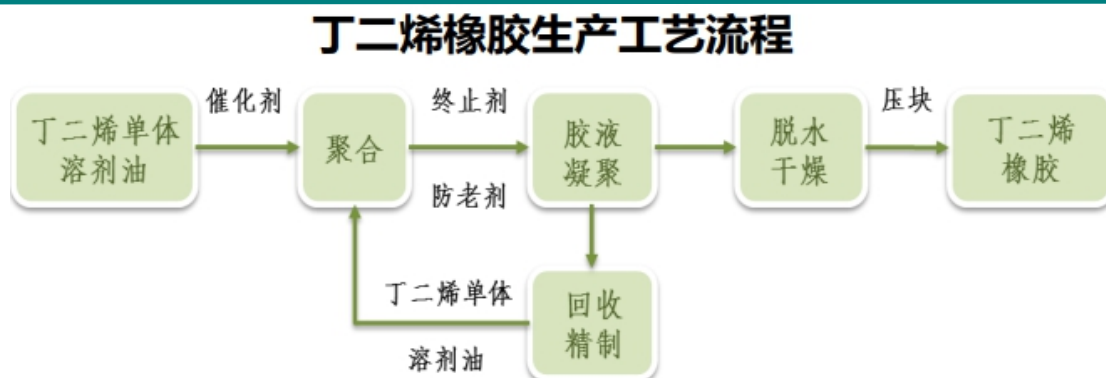 丁二烯橡胶生产工艺流程
丁二烯单体
溶剂油
催化剂
聚合
终止剂
防老剂
胶液
凝聚
脱水
干燥
压块
丁二烯
橡胶
丁二烯单体
溶剂油
回收
精制